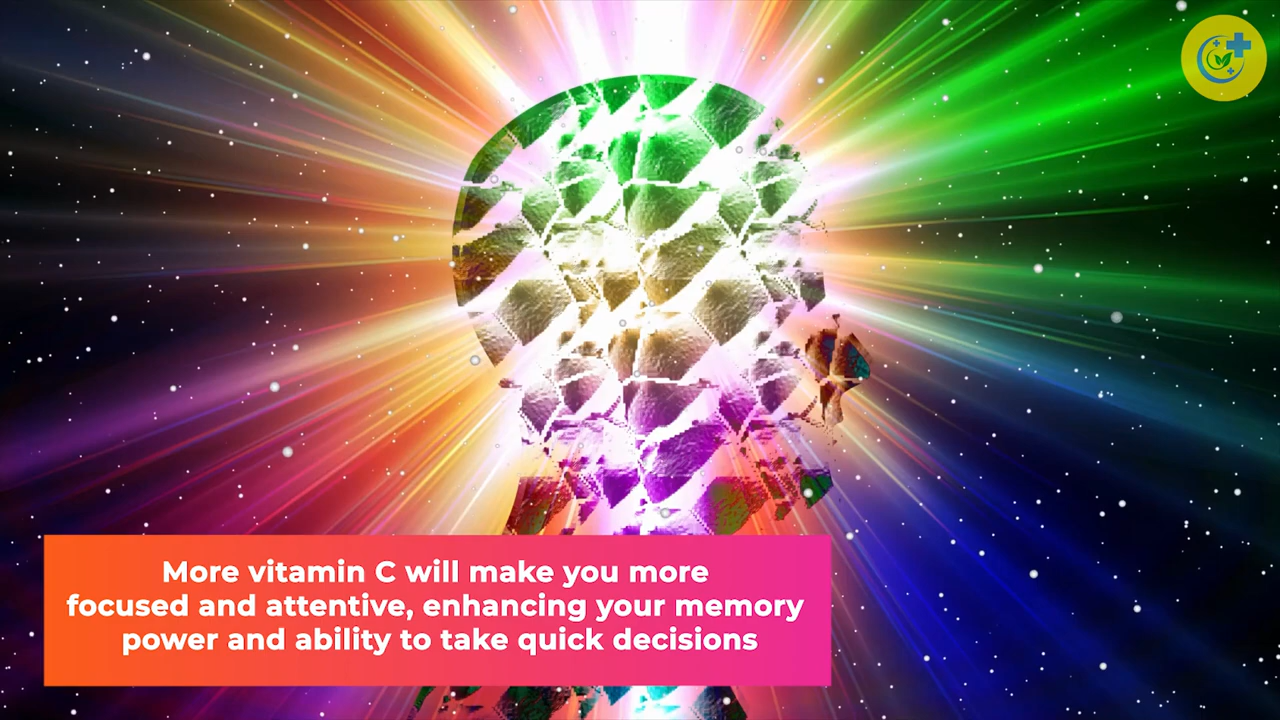 More vitamin C will make you more
focused and attentive, enhancing your memory
power and ability to take quick decisions